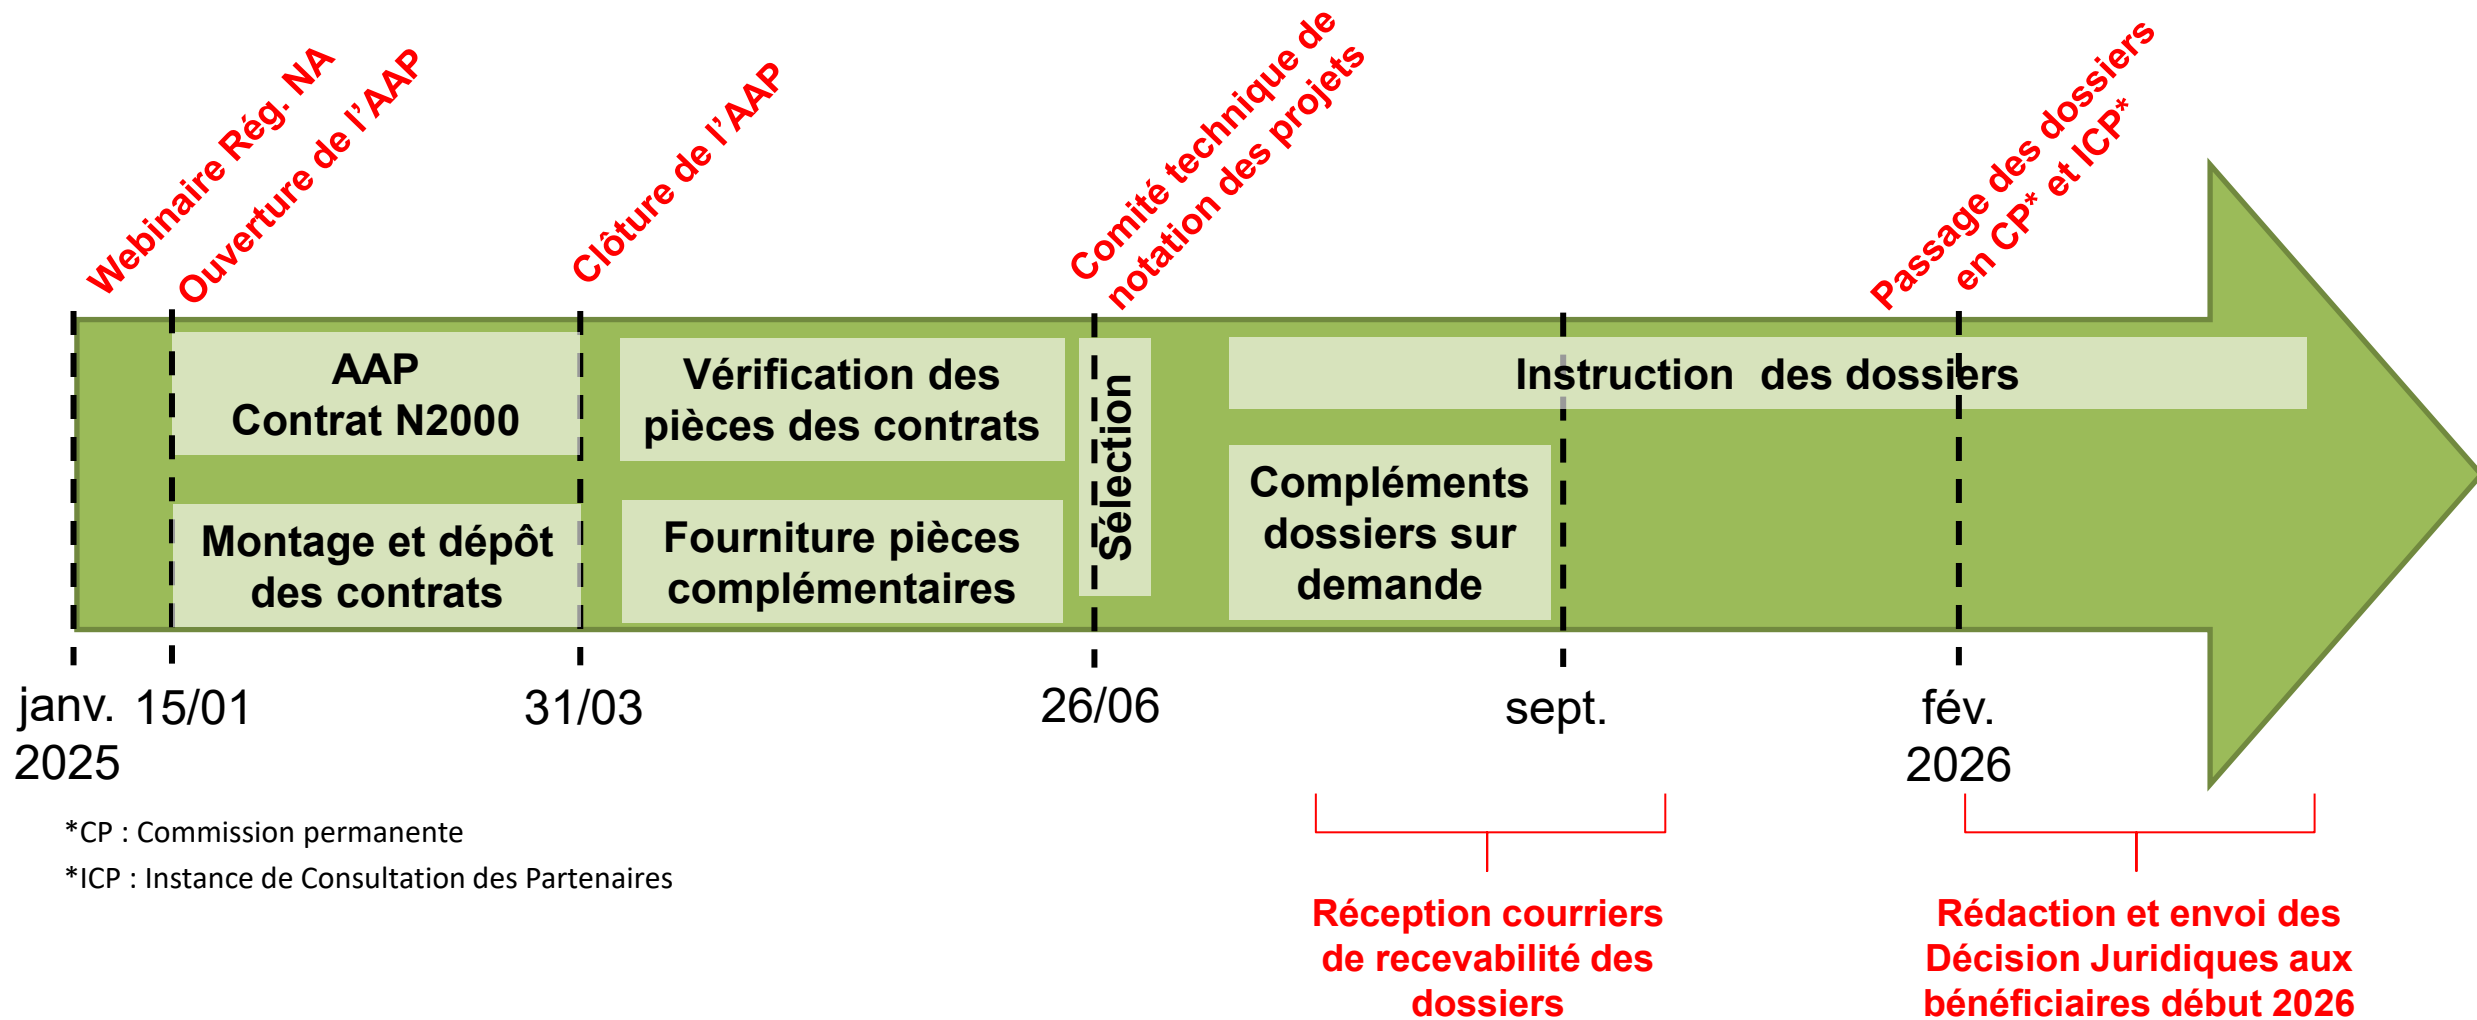 Webinaire Rég. NA
Ouverture de l’AAP
Clôture de l’AAP
Comité technique de
notation des projets
Passage des dossiers
en CP* et ICP*
AAP
Contrat N2000
Montage et dépôt
des contrats
Vérification des
pièces des contrats
Fourniture pièces
complémentaires
Sélection
Instruction  des dossiers
Compléments
dossiers sur
demande
janv.
2025
15/01
31/03
26/06
sept.
fév.
2026
*CP : Commission permanente
*ICP : Instance de Consultation des Partenaires
Réception courriers
de recevabilité des
dossiers
Rédaction et envoi des
Décision Juridiques aux
bénéficiaires début 2026